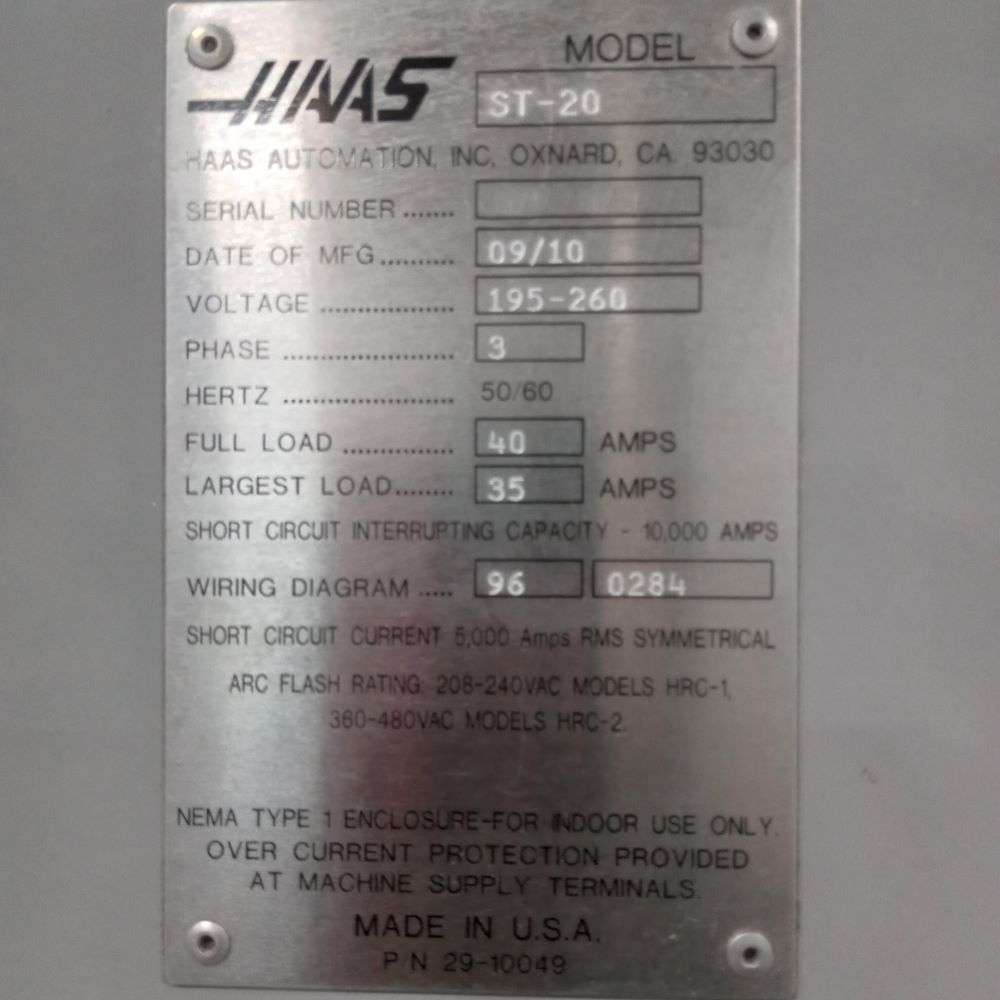 HAAS
MODEL
ST-20
HAAS AUTOMATION, INC. OXNARD, CA. 93030
SERIAL NUMBER .......
DATE OF MFG.......... 09/10
VOLTAGE .................. 195-260
PHASE ....................... 3
HERTZ ....................... 50/60
FULL LOAD ............... 40 AMPS
LARGEST LOAD........ 35 AMPS
SHORT CIRCUIT INTERRUPTING CAPACITY - 10,000 AMPS
WIRING DIAGRAM ..... 96 0284
SHORT CIRCUIT CURRENT 5,000 Amps RMS SYMMETRICAL
ARC FLASH RATING: 208-240VAC MODELS HRC-1,
360-480VAC MODELS HRC-2.
NEMA TYPE 1 ENCLOSURE-FOR INDOOR USE ONLY.
OVER CURRENT PROTECTION PROVIDED
AT MACHINE SUPPLY TERMINALS.
MADE IN U.S.A.
P/N 29-10049